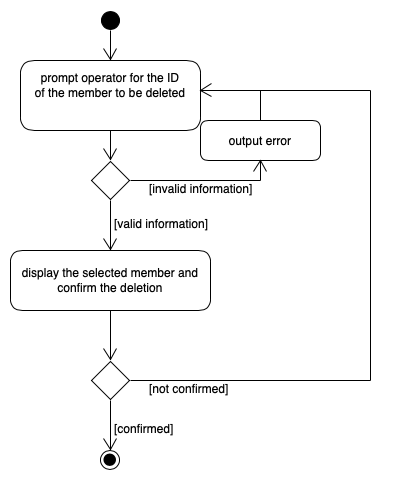 prompt operator for the ID
of the member to be deleted
output error
[invalid information]
[valid information]
display the selected member and
confirm the deletion
[not confirmed]
[confirmed]